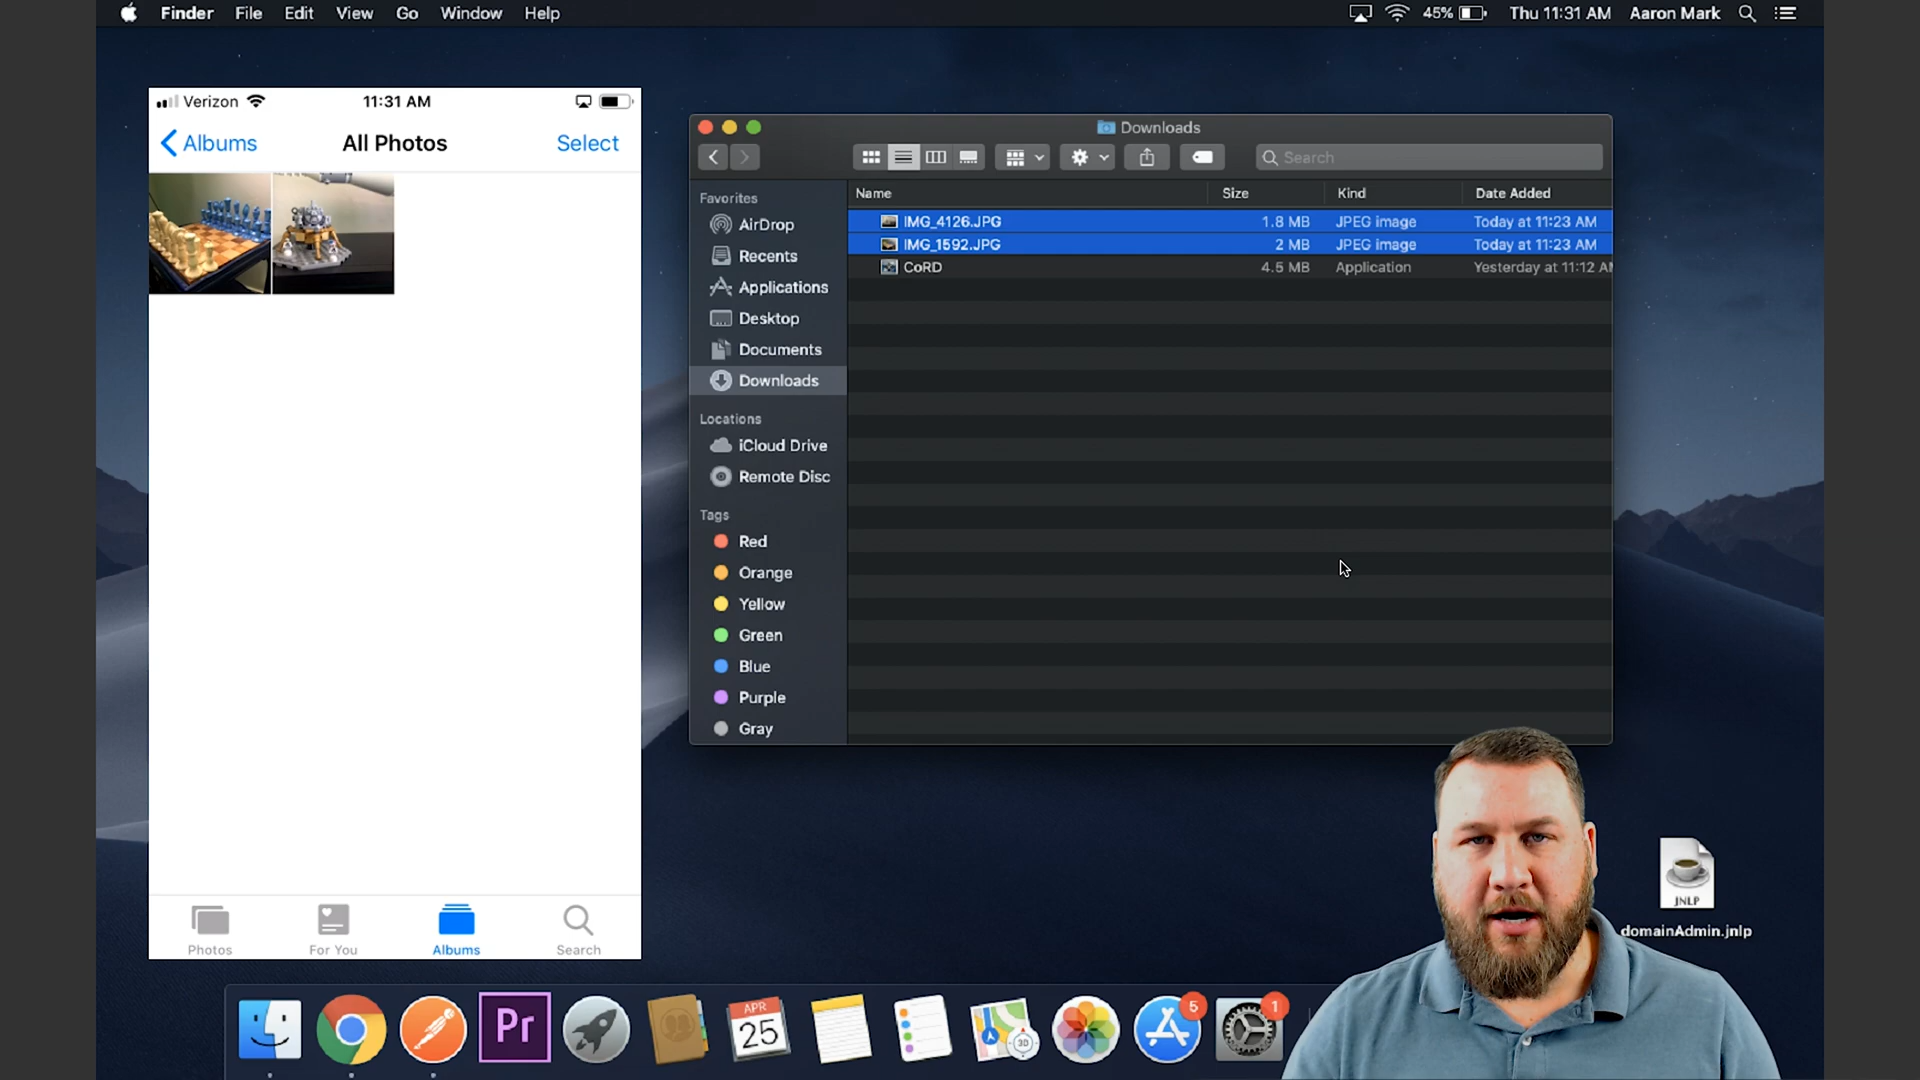 Finder File Edit View Go Window Help 45% Thu 11:31 AM Aaron Mark
Verizon 11:31 AM
Albums All Photos Select
Photos For You Albums Search
Downloads
Search
Favorites
AirDrop
Recents
Applications
Desktop
Documents
Downloads
Locations
iCloud Drive
Remote Disc
Tags
Red
Orange
Yellow
Green
Blue
Purple
Gray
Name Size Kind Date Added
IMG_4126.JPG 1.8 MB JPEG image Today at 11:23 AM
IMG_1592.JPG 2 MB JPEG image Today at 11:23 AM
CoRD 4.5 MB Application Yesterday at 11:12 AM
JNLP
domainAdmin.jnlp
Pr
APR
25
3D
5
1